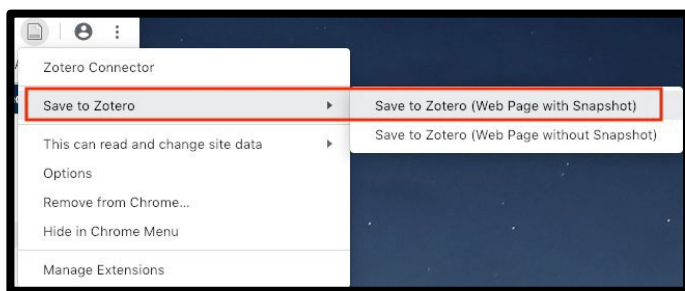 Zotero Connector
Save to Zotero
Save to Zotero (Web Page with Snapshot)
Save to Zotero (Web Page without Snapshot)
This can read and change site data
Options
Remove from Chrome...
Hide in Chrome Menu
Manage Extensions